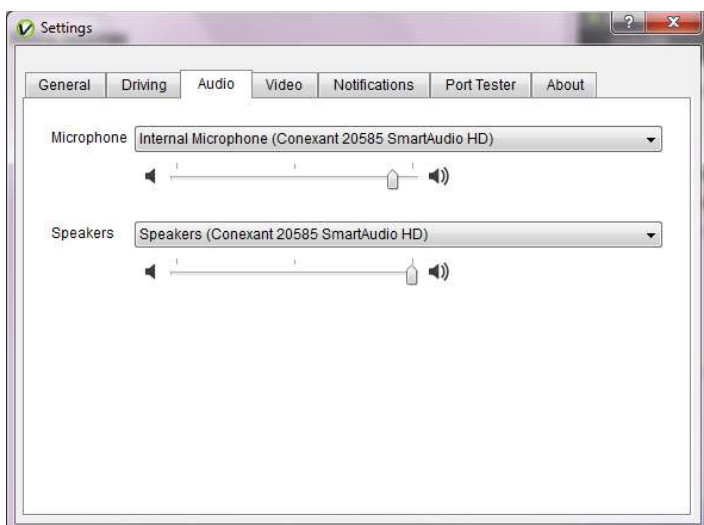 Settings
General Driving Audio Video Notifications Port Tester About
Microphone Internal Microphone (Conexant 20585 SmartAudio HD)
Speakers Speakers (Conexant 20585 SmartAudio HD)